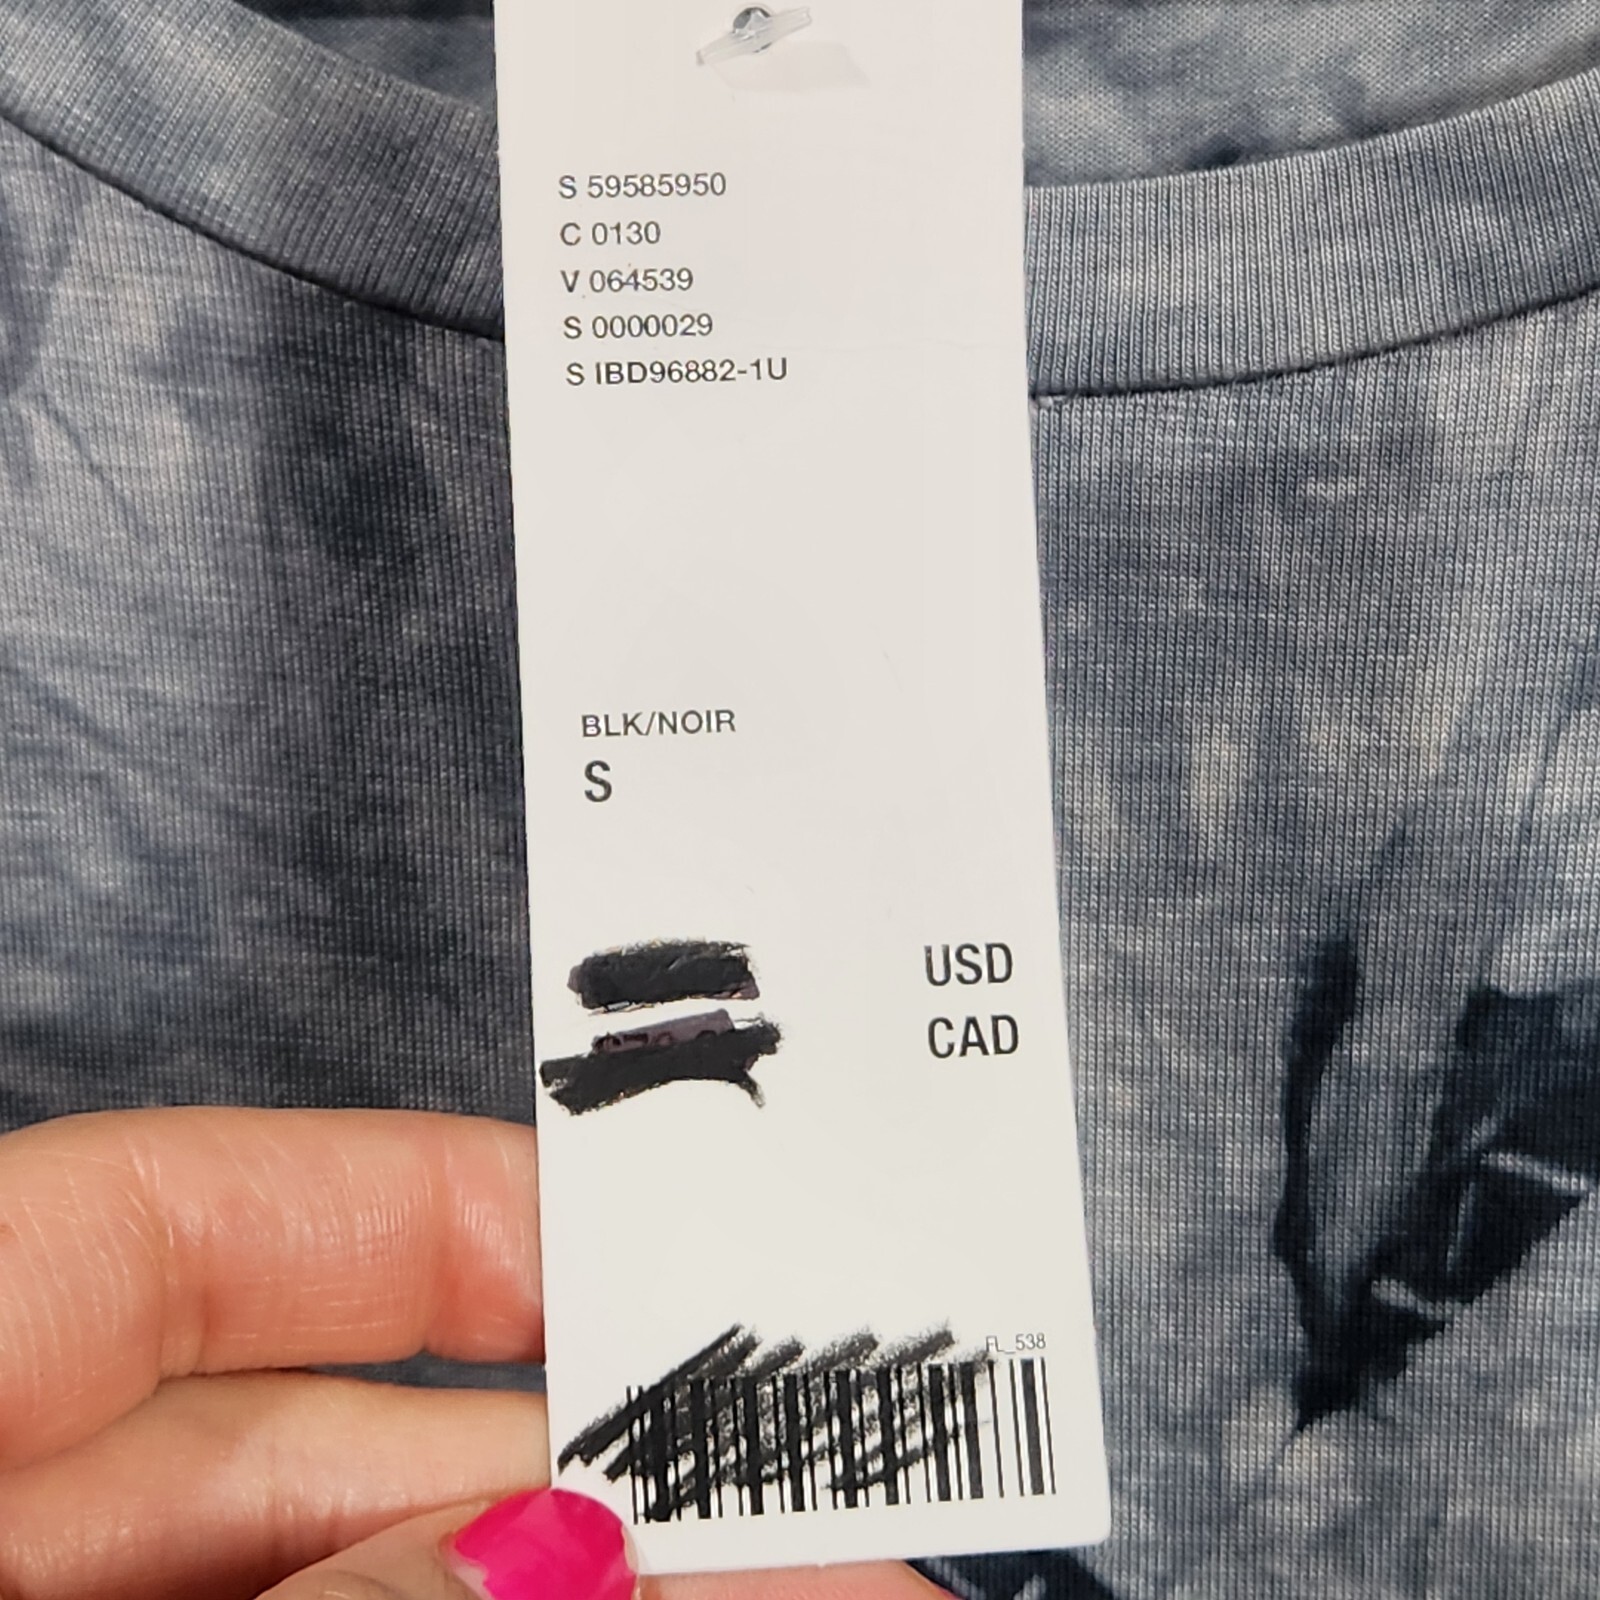 S 59585950
C 0130
V 064539
S 0000029
S IBD96882-1U
BLK/NOIR
S
USD
CAD
FL_538